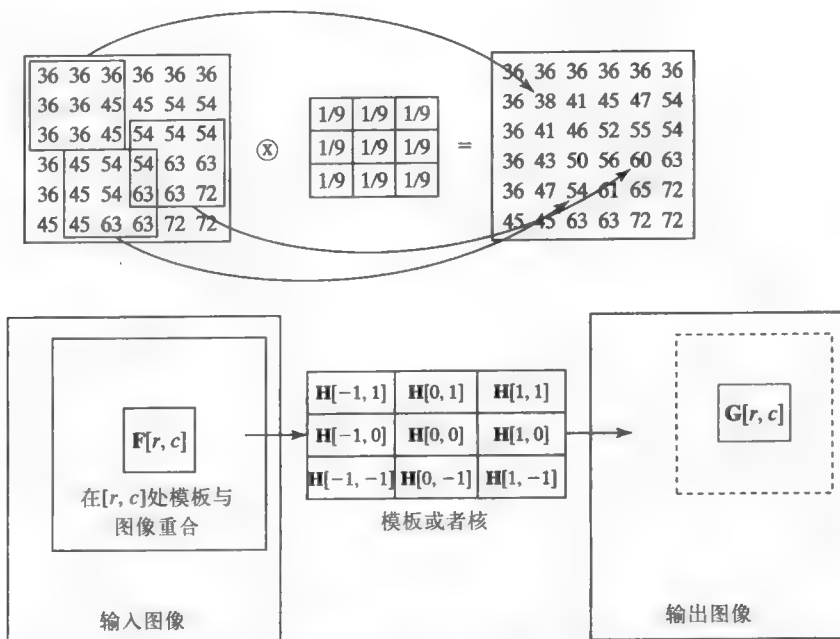 36 36 36 36 36 36
36 36 45 45 54 54
36 36 45 54 54 54
36 45 54 54 63 63
36 45 54 63 63 72
45 45 63 63 72 72
ⓧ
1/9 1/9 1/9
1/9 1/9 1/9
1/9 1/9 1/9
=
36 36 36 36 36 36
36 38 41 45 47 54
36 41 46 52 55 54
36 43 50 56 60 63
36 47 54 61 65 72
45 45 63 63 72 72
F[r, c]
在[r, c]处模板与
图像重合
输入图像
H[−1, 1] H[0, 1] H[1, 1]
H[−1, 0] H[0, 0] H[1, 0]
H[−1, −1] H[0, −1] H[1, −1]
模板或者核
G[r, c]
输出图像